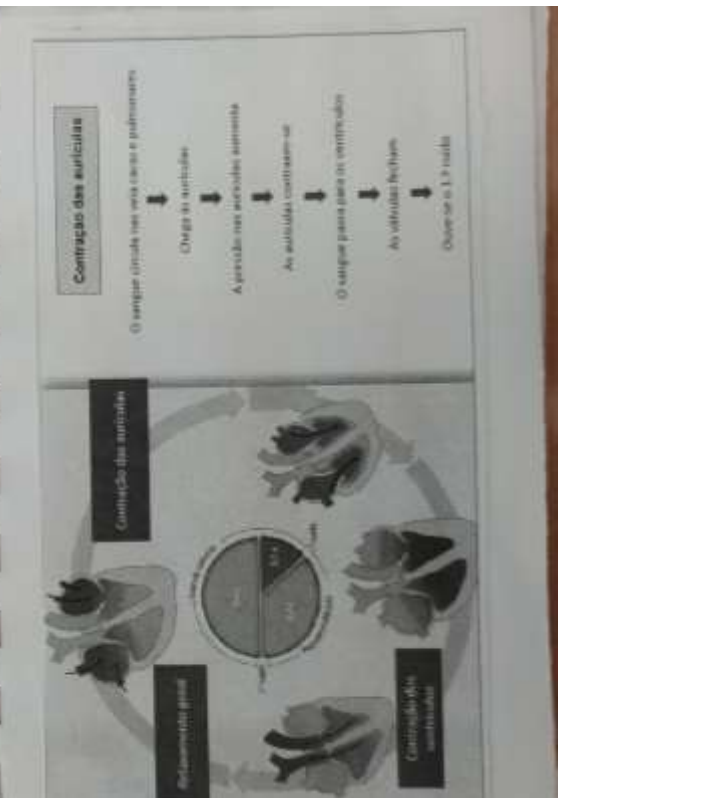 Contração das aurículas
O sangue circula nas veia cavas e pulmonares
Chega às aurículas
A pressão nas aurículas aumenta
As aurículas contraem-se
O sangue passa para os ventrículos
As válvulas fecham
Ouve-se o 1.º ruído
Contração das aurículas
Relaxamento geral
Contração dos
ventrículos